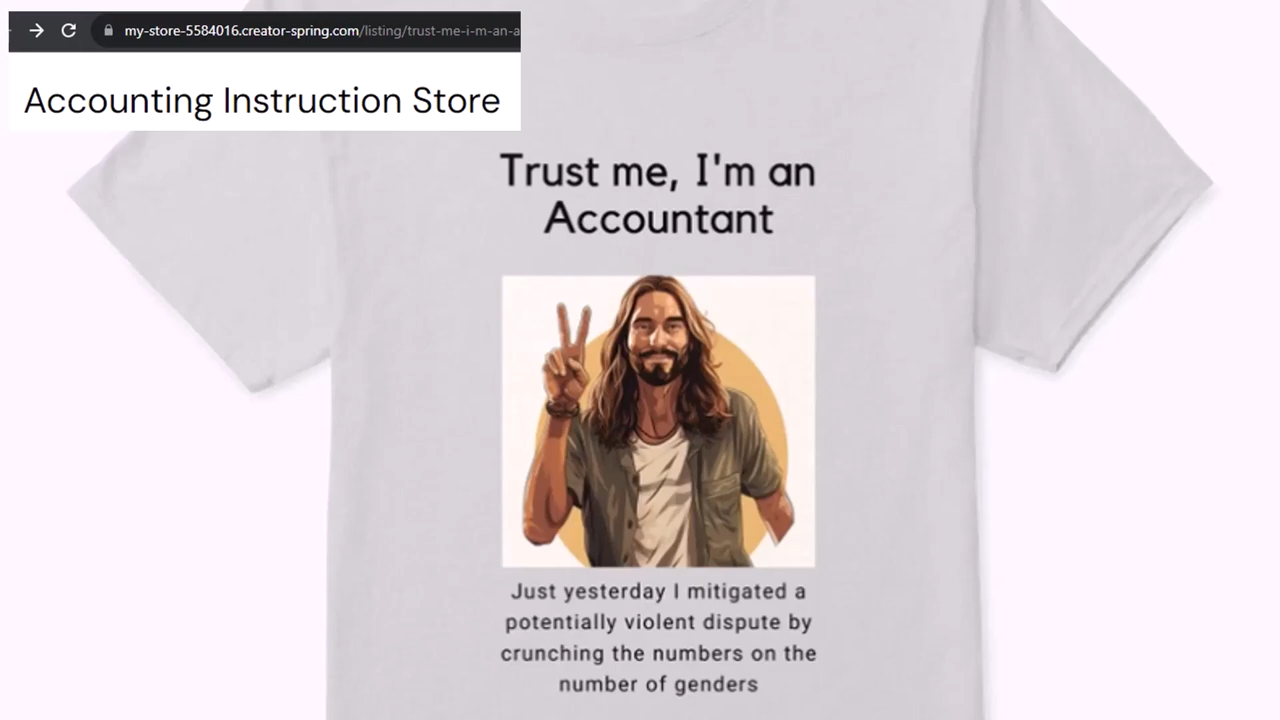 my-store-5584016.creator-spring.com/listing/trust-me-i-m-an-a
Accounting Instruction Store
Trust me, I'm an
Accountant
Just yesterday I mitigated a
potentially violent dispute by
crunching the numbers on the
number of genders